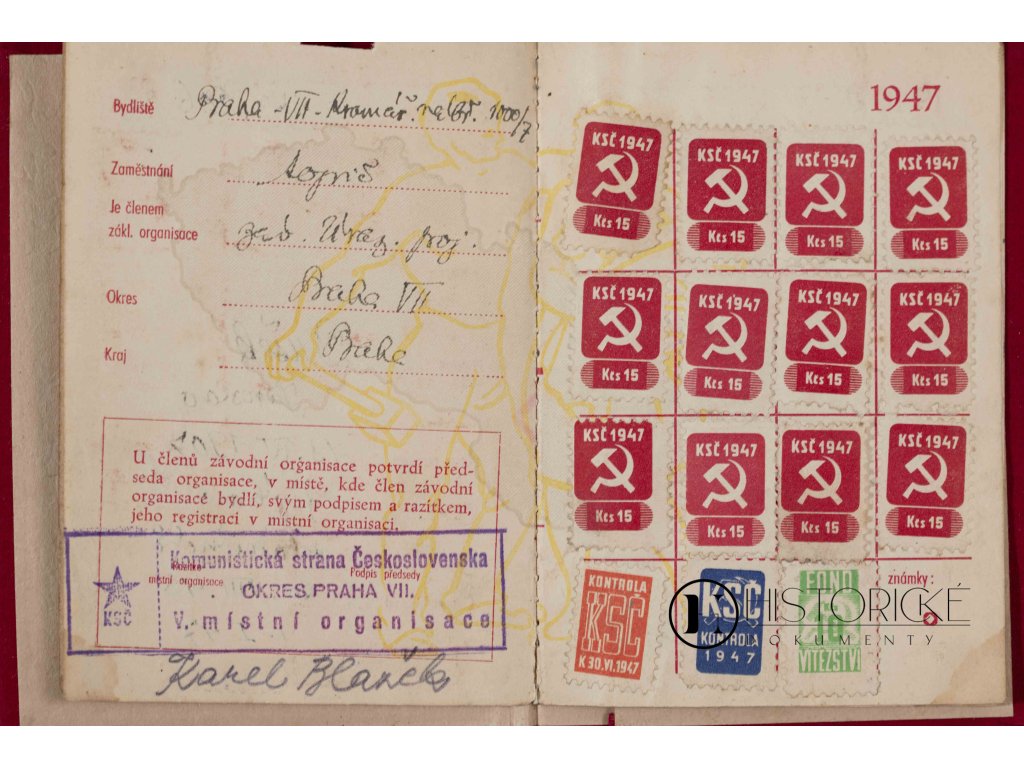 Bydliště Praha - VII -
Zaměstnání
Je členem
zákl. organisace záv. proj.
Okres Praha VII
Kraj Praha
U členů závodní organisace potvrdí před-
seda organisace, v místě, kde člen závodní
organisace bydlí, svým podpisem a razítkem,
jeho registraci v místní organisaci.
Komunistická strana Československa
místní organisace
Podpis předsedy
OKRES PRAHA VII.
KSČ
V. místní organisace
Karel
1947
KSČ 1947
Kčs 15
KSČ 1947
Kčs 15
KSČ 1947
Kčs 15
KSČ 1947
Kčs 15
KSČ 1947
Kčs 15
KSČ 1947
Kčs 15
KSČ 1947
Kčs 15
KSČ 1947
Kčs 15
KSČ 1947
Kčs 15
KSČ 1947
Kčs 15
KSČ 1947
Kčs 15
KSČ 1947
Kčs 15
KONTROLA
KSČ
K 30.VI.1947
KSČ
KONTROLA
1947
FOND
VÍTĚZSTVÍ
známky:
HISTORICKÉ
DOKUMENTY